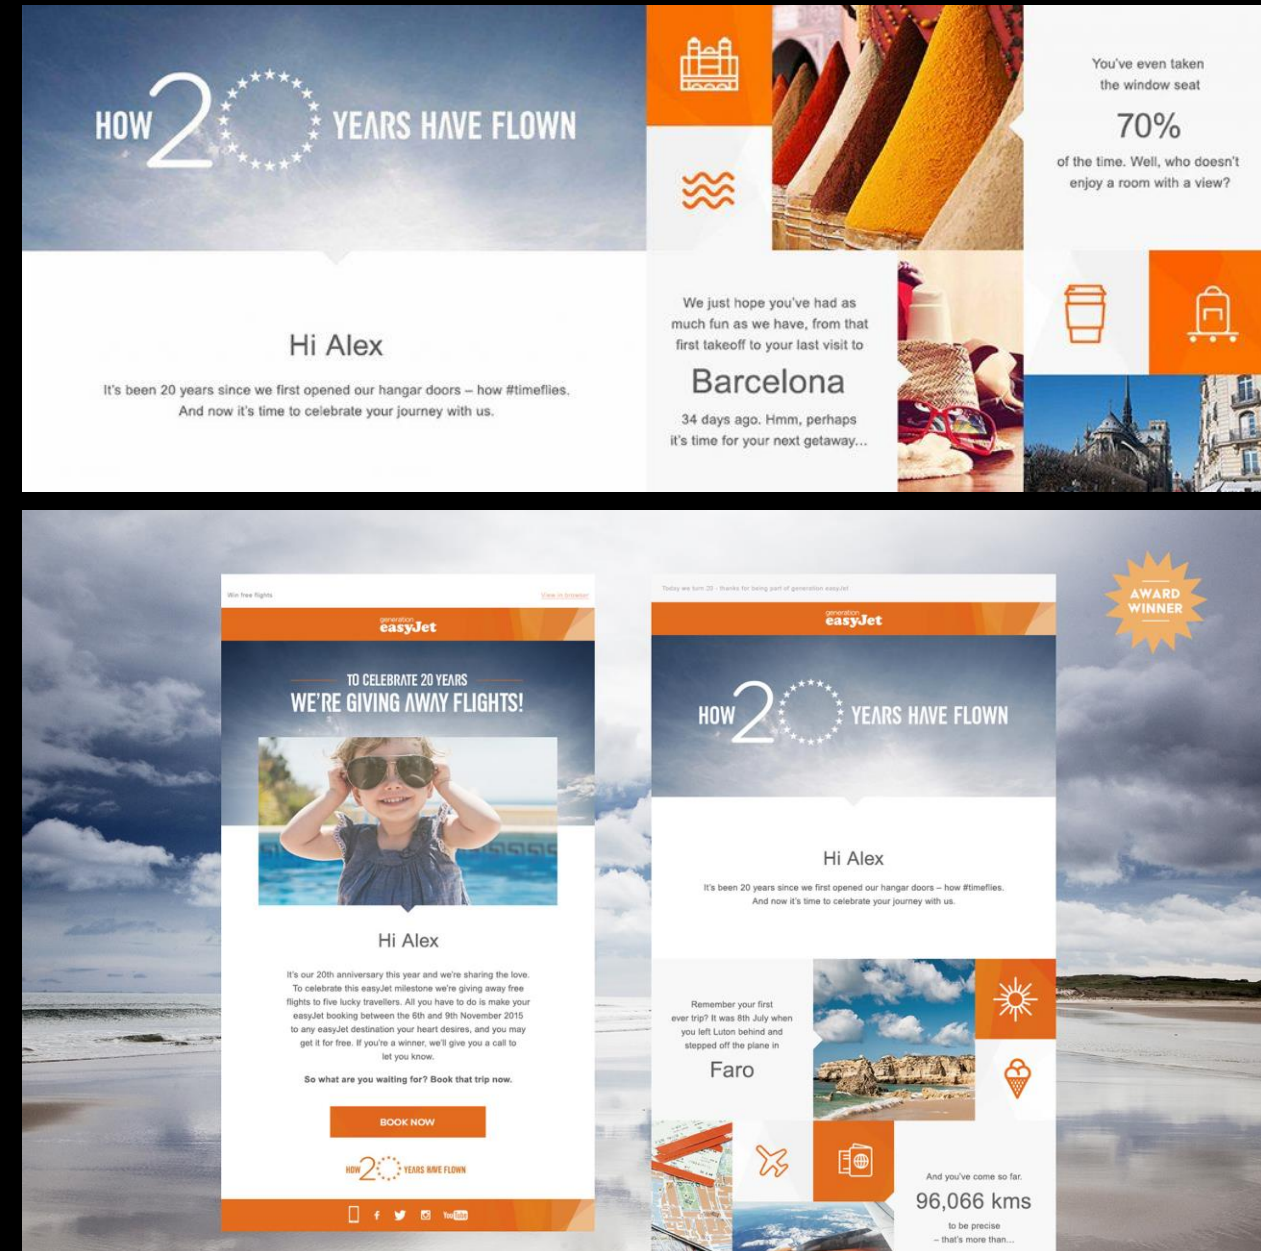 HOW 20 YEARS HAVE FLOWN
Hi Alex
It's been 20 years since we first opened our hangar doors – how #timeflies.
And now it's time to celebrate your journey with us.
You've even taken
the window seat
70%
of the time. Well, who doesn't
enjoy a room with a view?
We just hope you've had as
much fun as we have, from that
first takeoff to your last visit to
Barcelona
34 days ago. Hmm, perhaps
it's time for your next getaway...
AWARD
WINNER
Win free flights
View in browser
generation
easyJet
TO CELEBRATE 20 YEARS
WE'RE GIVING AWAY FLIGHTS!
Hi Alex
It's our 20th anniversary this year and we're sharing the love.
To celebrate this easyJet milestone we're giving away free
flights to five lucky travellers. All you have to do is make your
easyJet booking between the 6th and 9th November 2015
to any easyJet destination your heart desires, and you may
get it for free. If you're a winner, we'll give you a call to
let you know.
So what are you waiting for? Book that trip now.
BOOK NOW
HOW 20 YEARS HAVE FLOWN
YouTube
Today we turn 20 - thanks for being part of generation easyJet
generation
easyJet
HOW 20 YEARS HAVE FLOWN
Hi Alex
It's been 20 years since we first opened our hangar doors – how #timeflies.
And now it's time to celebrate your journey with us.
Remember your first
ever trip? It was 8th July when
you left Luton behind and
stepped off the plane in
Faro
And you've come so far.
96,066 kms
to be precise
– that's more than...